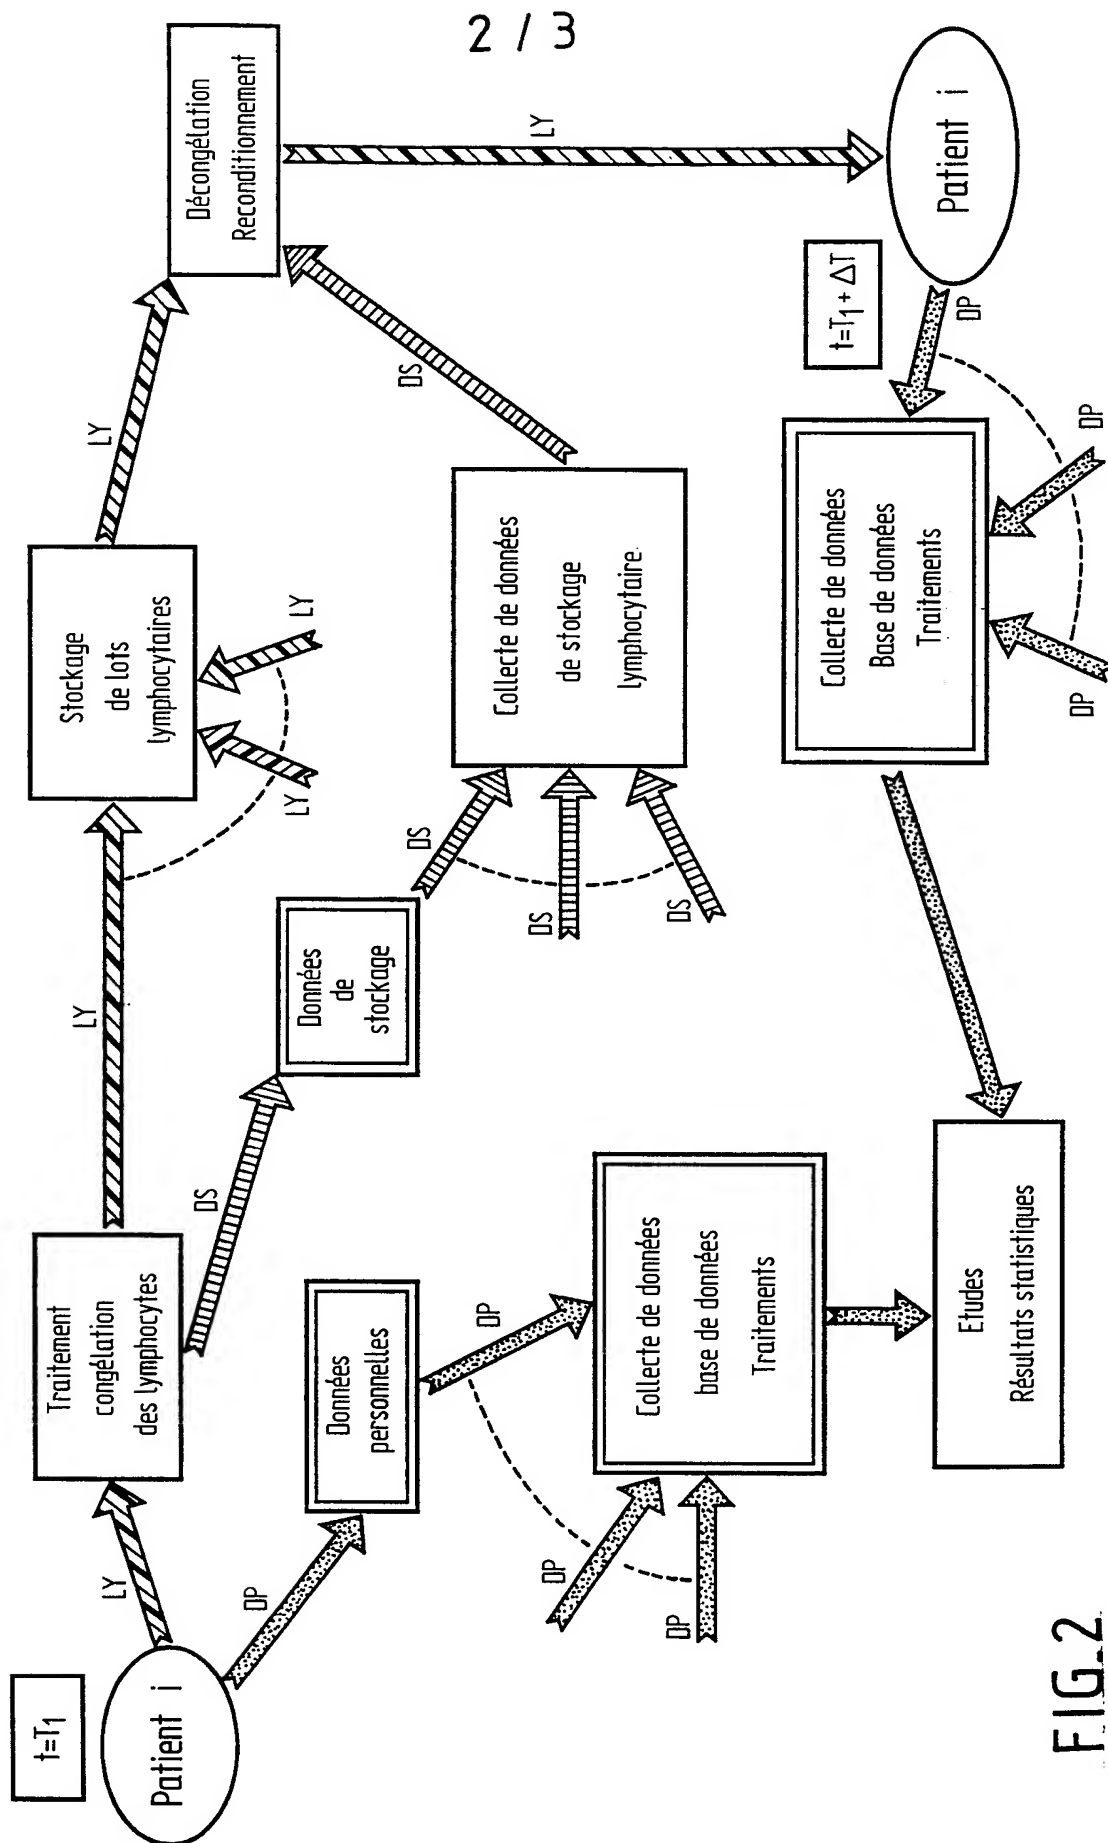 2 / 3
t=T₁
Patient i
LY
DP
Traitement
congélation
des lymphocytes
LY
DS
Données
personnelles
DP
DP
DP
Données
de
stockage
Stockage
de lots
lymphocytaires
LY
LY
LY
DS
DS
DS
Collecte de données
de stockage
lymphocytaire.
DS
Décongélation
Reconditionnement
LY
Patient i
t=T₁+ ΔT
DP
DP
DP
Collecte de données
Base de données
Traitements
Collecte de données
base de données
Traitements
Etudes
Résultats statistiques
FIG_2